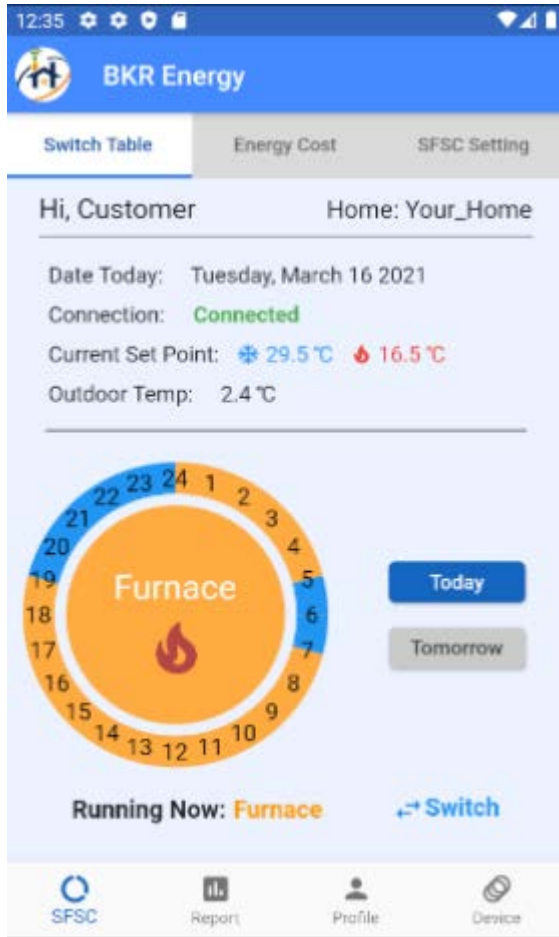 12:35
BKR Energy
Switch Table Energy Cost SFSC Setting
Hi, Customer Home: Your_Home
Date Today: Tuesday, March 16 2021
Connection: Connected
Current Set Point: 29.5 ℃ 16.5 ℃
Outdoor Temp: 2.4 ℃
24
1
2
3
4
5
6
7
8
9
10
11
12
13
14
15
16
17
18
19
20
21
22
23
Furnace
Today
Tomorrow
Running Now: Furnace Switch
SFSC Report Profile Device